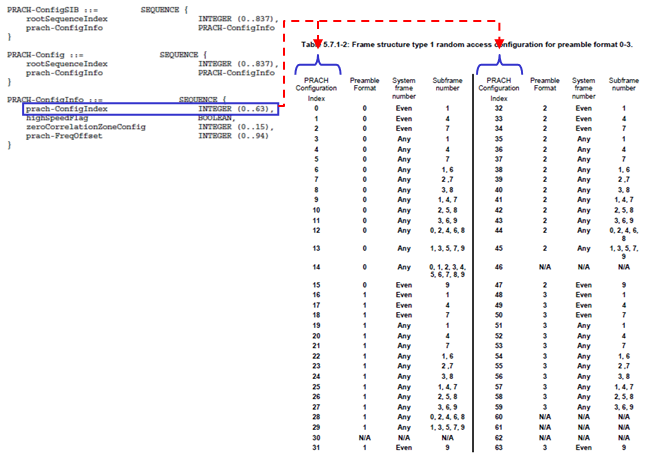 PRACH-ConfigSIB ::= SEQUENCE {
rootSequenceIndex INTEGER (0..837),
prach-ConfigInfo PRACH-ConfigInfo
}
PRACH-Config ::= SEQUENCE {
rootSequenceIndex INTEGER (0..837),
prach-ConfigInfo PRACH-ConfigInfo
}
PRACH-ConfigInfo ::= SEQUENCE {
prach-ConfigIndex INTEGER (0..63),
highSpeedFlag BOOLEAN,
zeroCorrelationZoneConfig INTEGER (0..15),
prach-FreqOffset INTEGER (0..94)
}
5.7.1-2: Frame structure type 1 random access configuration for preamble format 0-3.
PRACH Configuration Index Preamble Format System frame number Subframe number PRACH Configuration Index Preamble Format System frame number Subframe number
0 0 Even 1 32 2 Even 1
1 0 Even 4 33 2 Even 4
2 0 Even 7 34 2 Even 7
3 0 Any 1 35 2 Any 1
4 0 Any 4 36 2 Any 4
5 0 Any 7 37 2 Any 7
6 0 Any 1, 6 38 2 Any 1, 6
7 0 Any 2 ,7 39 2 Any 2 ,7
8 0 Any 3, 8 40 2 Any 3, 8
9 0 Any 1, 4, 7 41 2 Any 1, 4, 7
10 0 Any 2, 5, 8 42 2 Any 2, 5, 8
11 0 Any 3, 6, 9 43 2 Any 3, 6, 9
12 0 Any 0, 2, 4, 6, 8 44 2 Any 0, 2, 4, 6, 8
13 0 Any 1, 3, 5, 7, 9 45 2 Any 1, 3, 5, 7, 9
14 0 Any 0, 1, 2, 3, 4, 5, 6, 7, 8, 9 46 N/A N/A N/A
15 0 Even 9 47 2 Even 9
16 1 Even 1 48 3 Even 1
17 1 Even 4 49 3 Even 4
18 1 Even 7 50 3 Even 7
19 1 Any 1 51 3 Any 1
20 1 Any 4 52 3 Any 4
21 1 Any 7 53 3 Any 7
22 1 Any 1, 6 54 3 Any 1, 6
23 1 Any 2 ,7 55 3 Any 2 ,7
24 1 Any 3, 8 56 3 Any 3, 8
25 1 Any 1, 4, 7 57 3 Any 1, 4, 7
26 1 Any 2, 5, 8 58 3 Any 2, 5, 8
27 1 Any 3, 6, 9 59 3 Any 3, 6, 9
28 1 Any 0, 2, 4, 6, 8 60 N/A N/A N/A
29 1 Any 1, 3, 5, 7, 9 61 N/A N/A N/A
30 N/A N/A N/A 62 N/A N/A N/A
31 1 Even 9 63 3 Even 9